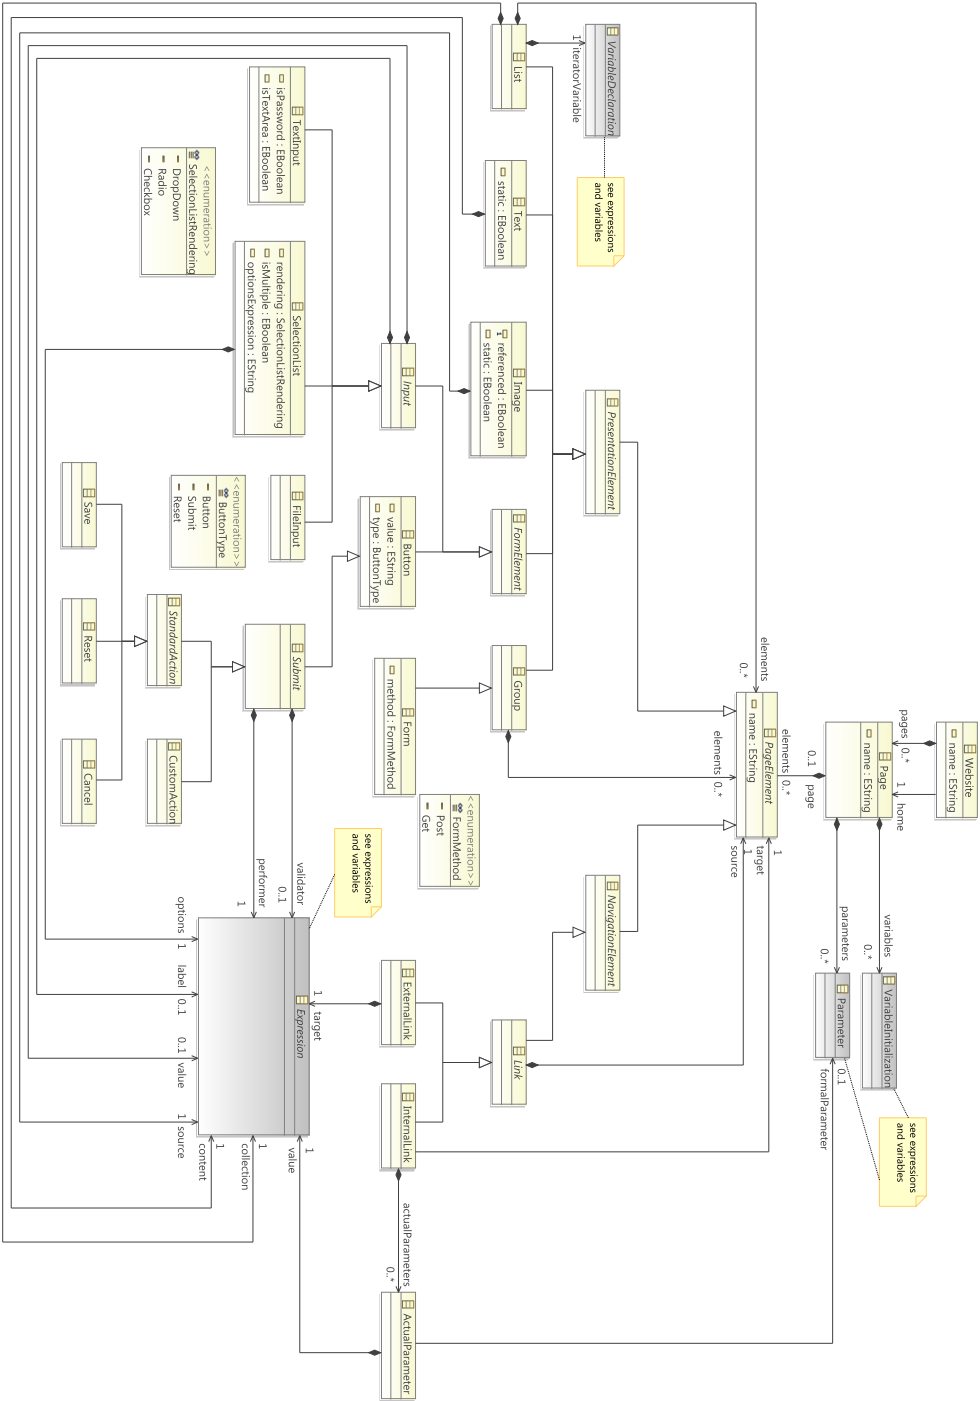 Website
name : EString
pages
0..*
1
home
Page
name : EString
0..1
page
elements
0..*
variables
0..*
parameters
0..*
VariableInitialization
Parameter
0..1
formalParameter
see expressions
and variables
elements
0..*
PageElement
name : EString
elements
0..*
1
target
1
source
VariableDeclaration
see expressions
and variables
1
iteratorVariable
PresentationElement
NavigationElement
List
Text
static : EBoolean
Image
referenced : EBoolean
static : EBoolean
FormElement
Group
Link
<<enumeration>>
FormMethod
Post
Get
Input
Button
value : EString
type : ButtonType
Form
method : FormMethod
see expressions
and variables
ExternalLink
InternalLink
actualParameters
0..*
ActualParameter
1
target
TextInput
isPassword : EBoolean
isTextArea : EBoolean
SelectionList
rendering : SelectionListRendering
isMultiple : EBoolean
optionsExpression : EString
FileInput
Submit
validator
0..1
performer
1
Expression
1
value
1
collection
1
content
<<enumeration>>
SelectionListRendering
DropDown
Radio
Checkbox
<<enumeration>>
ButtonType
Button
Submit
Reset
StandardAction
CustomAction
options
1
label
0..1
0..1
value
1
source
Save
Reset
Cancel